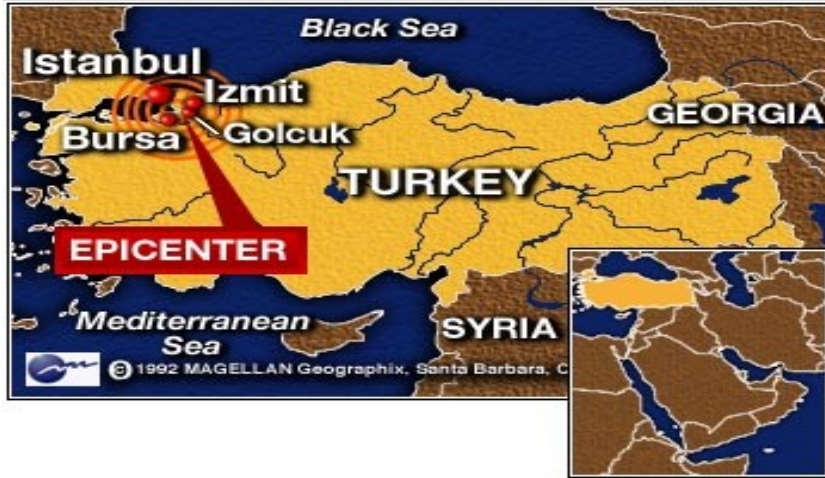 Black Sea
Istanbul
Izmit
GEORGIA
Bursa
Golcuk
TURKEY
EPICENTER
Mediterranean
Sea
SYRIA
© 1992 MAGELLAN Geographix, Santa Barbara, C